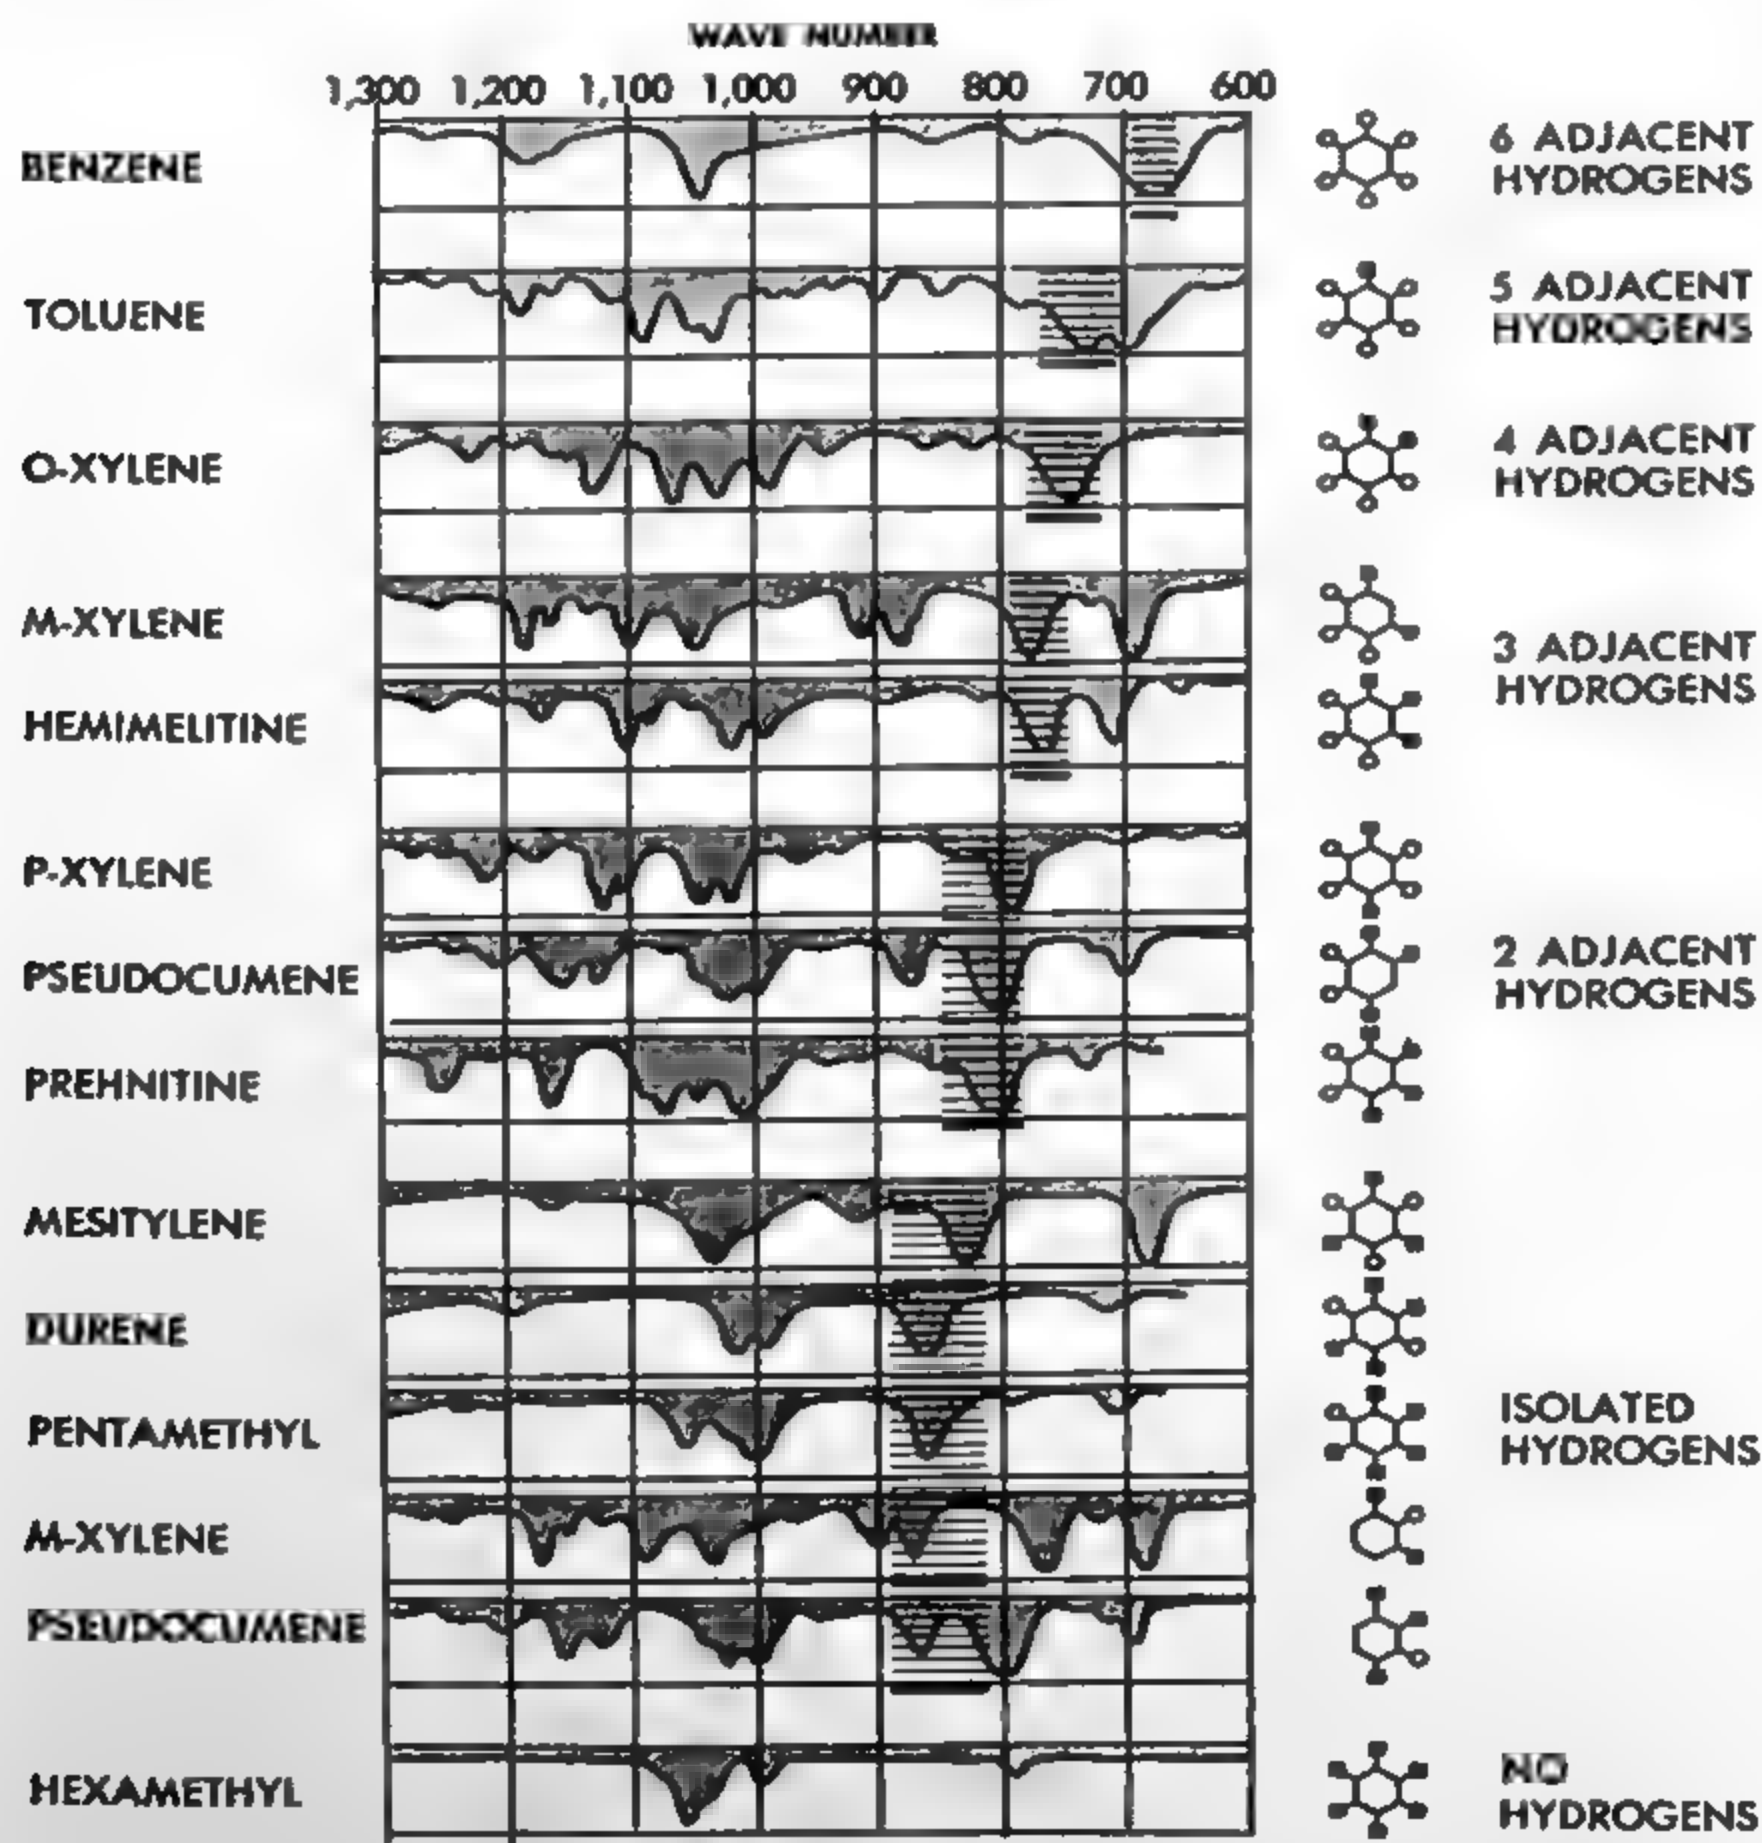 WAVE NUMBER
1,300 1,200 1,100 1,000 900 800 700 600
BENZENE
6 ADJACENT
HYDROGENS
TOLUENE
5 ADJACENT
HYDROGENS
O-XYLENE
4 ADJACENT
HYDROGENS
M-XYLENE
3 ADJACENT
HYDROGENS
HEMIMELITINE
P-XYLENE
PSEUDOCUMENE
2 ADJACENT
HYDROGENS
PREHNITINE
MESITYLENE
DURENE
PENTAMETHYL
ISOLATED
HYDROGENS
M-XYLENE
PSEUDOCUMENE
HEXAMETHYL
NO
HYDROGENS